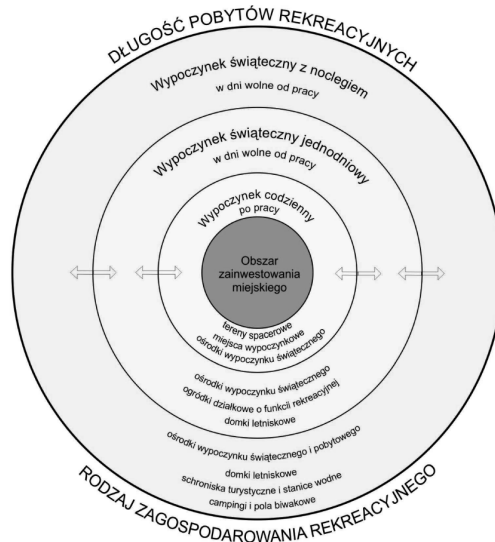 DŁUGOŚĆ POBYTÓW REKREACYJNYCH
Wypoczynek świąteczny z noclegiem
w dni wolne od pracy
Wypoczynek świąteczny jednodniowy
w dni wolne od pracy
Wypoczynek codzienny
po pracy
Obszar
zainwestowania
miejskiego
tereny spacerowe
miejsca wypoczynkowe
ośrodki wypoczynku świątecznego
ośrodki wypoczynku świątecznego
ogródki działkowe o funkcji rekreacyjnej
domki letniskowe
ośrodki wypoczynku świątecznego i pobytowego
domki letniskowe
schroniska turystyczne i stanice wodne
campingi i pola biwakowe
RODZAJ ZAGOSPODAROWANIA REKREACYJNEGO